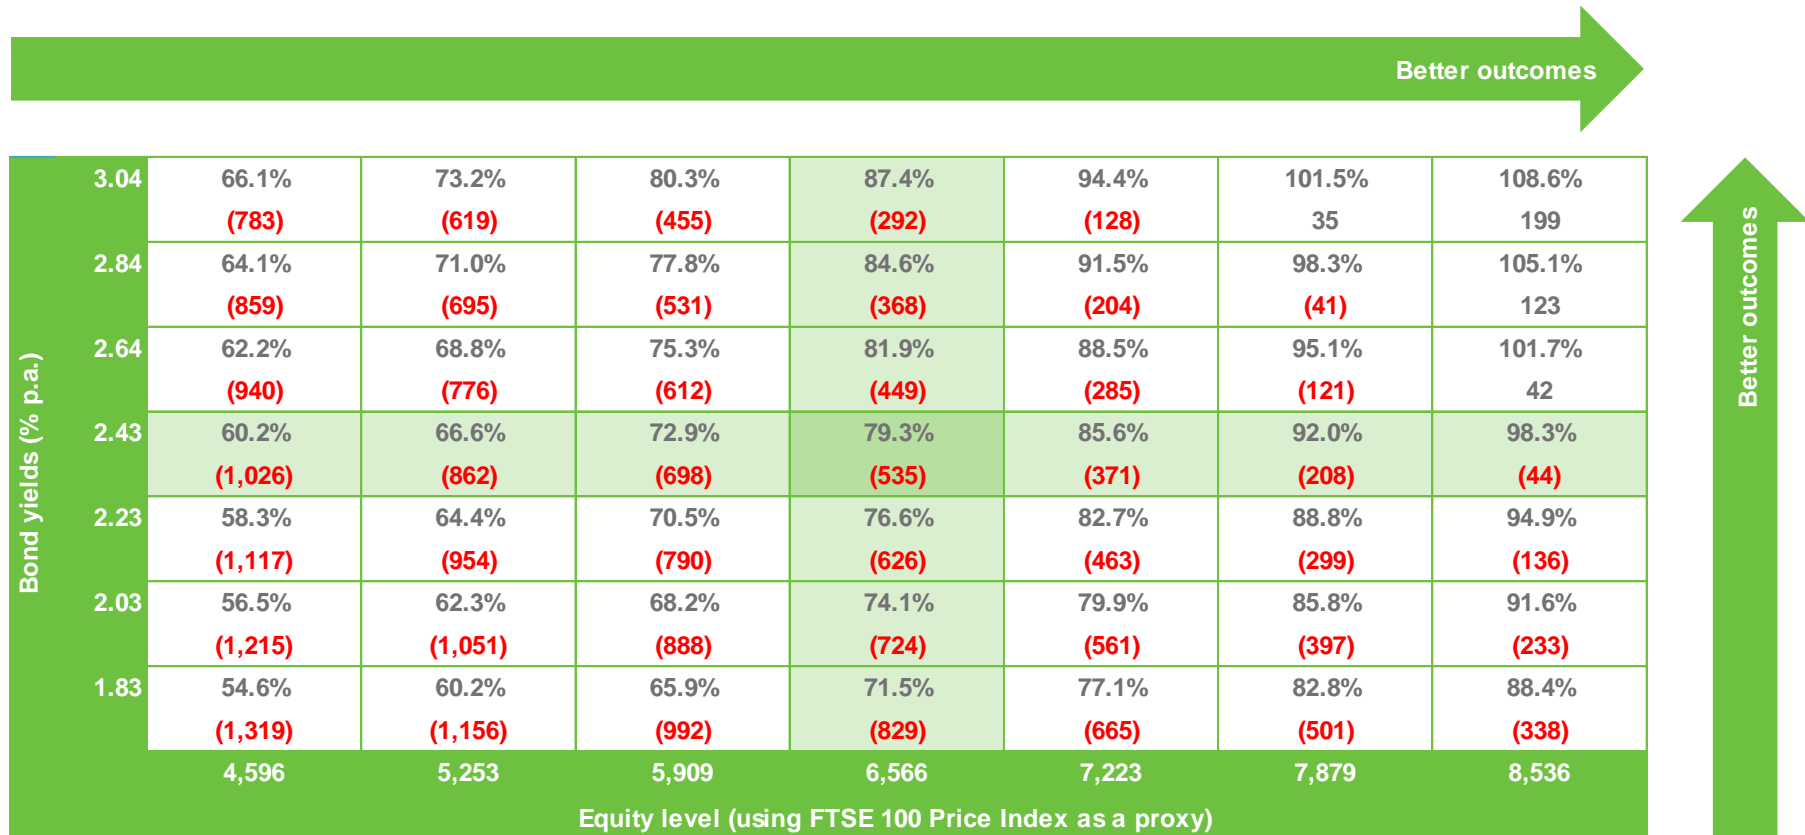 Better outcomes
3.04 66.1% 73.2% 80.3% 87.4% 94.4% 101.5% 108.6%
(783) (619) (455) (292) (128) 35 199
2.84 64.1% 71.0% 77.8% 84.6% 91.5% 98.3% 105.1%
(859) (695) (531) (368) (204) (41) 123
2.64 62.2% 68.8% 75.3% 81.9% 88.5% 95.1% 101.7%
(940) (776) (612) (449) (285) (121) 42
2.43 60.2% 66.6% 72.9% 79.3% 85.6% 92.0% 98.3%
(1,026) (862) (698) (535) (371) (208) (44)
2.23 58.3% 64.4% 70.5% 76.6% 82.7% 88.8% 94.9%
(1,117) (954) (790) (626) (463) (299) (136)
2.03 56.5% 62.3% 68.2% 74.1% 79.9% 85.8% 91.6%
(1,215) (1,051) (888) (724) (561) (397) (233)
1.83 54.6% 60.2% 65.9% 71.5% 77.1% 82.8% 88.4%
(1,319) (1,156) (992) (829) (665) (501) (338)
4,596 5,253 5,909 6,566 7,223 7,879 8,536
Equity level (using FTSE 100 Price Index as a proxy)
Bond yields (% p.a.)
Better outcomes